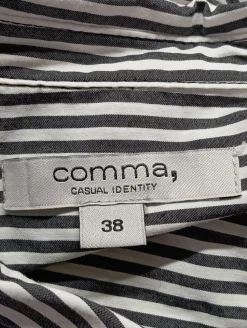 comma,
CASUAL IDENTITY
38